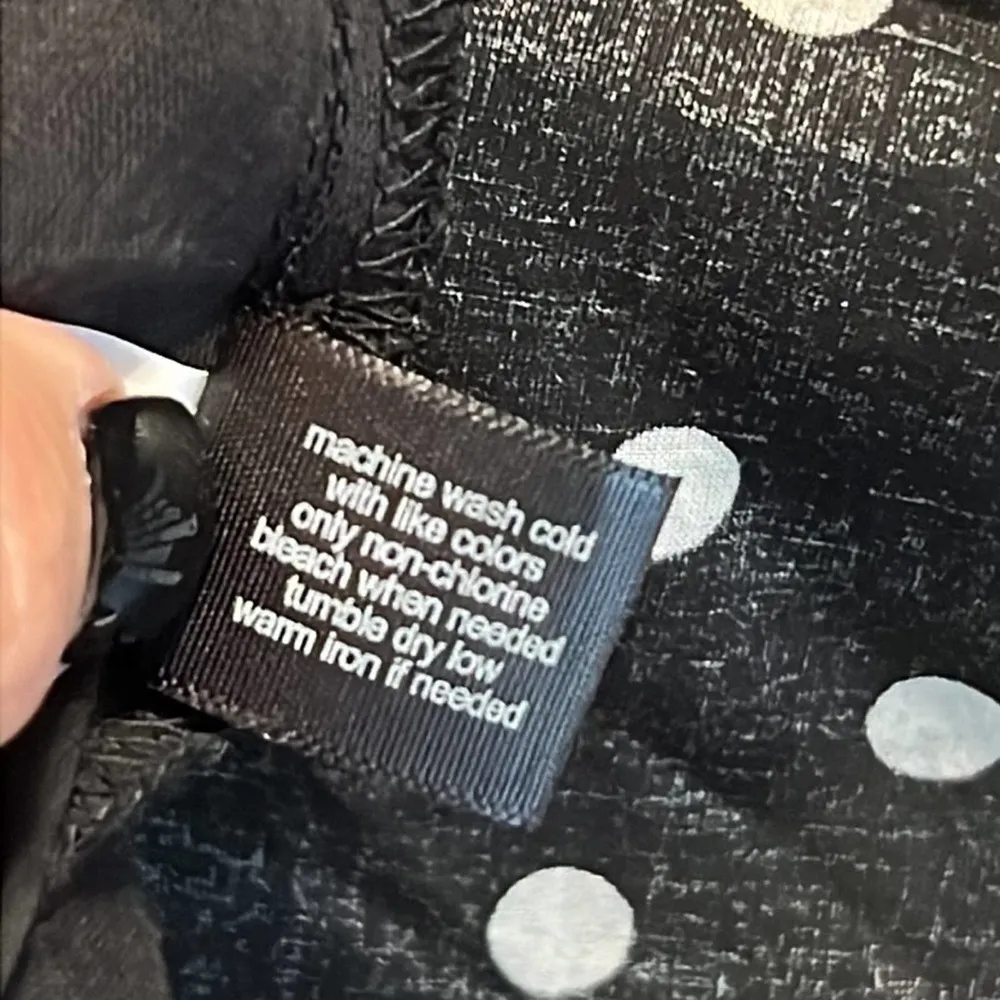 machine wash cold
with like colors
only non-chlorine
bleach when needed
tumble dry low
warm iron if needed